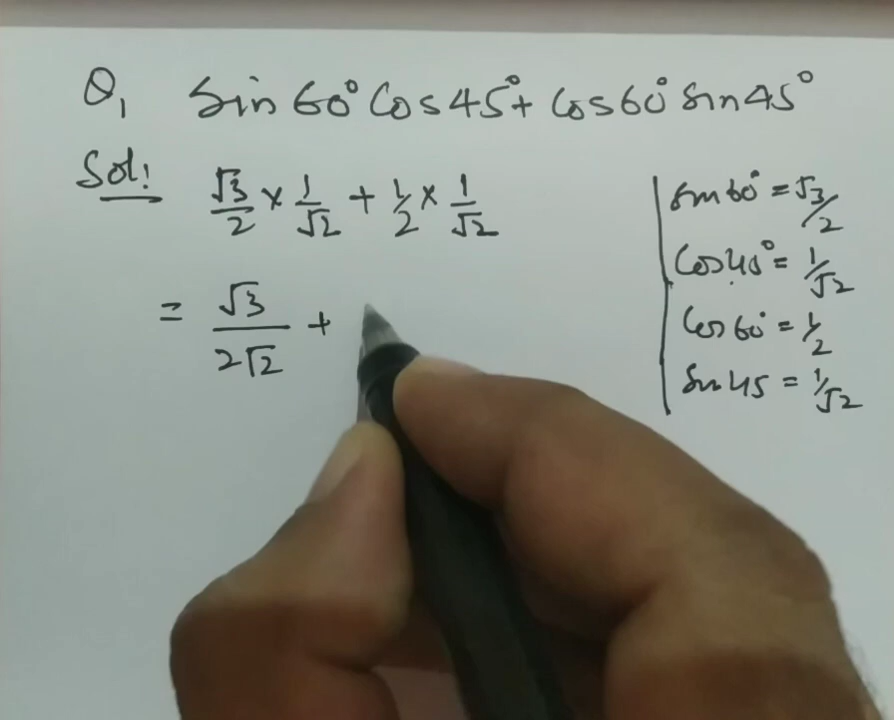 Q1 Sin 60° Cos 45° + Cos 60° Sin 45°
Sol: √3/2 × 1/√2 + 1/2 × 1/√2
= √3/2√2 +
Sin 60° = √3/2
Cos 45° = 1/√2
Cos 60° = 1/2
Sin 45 = 1/√2